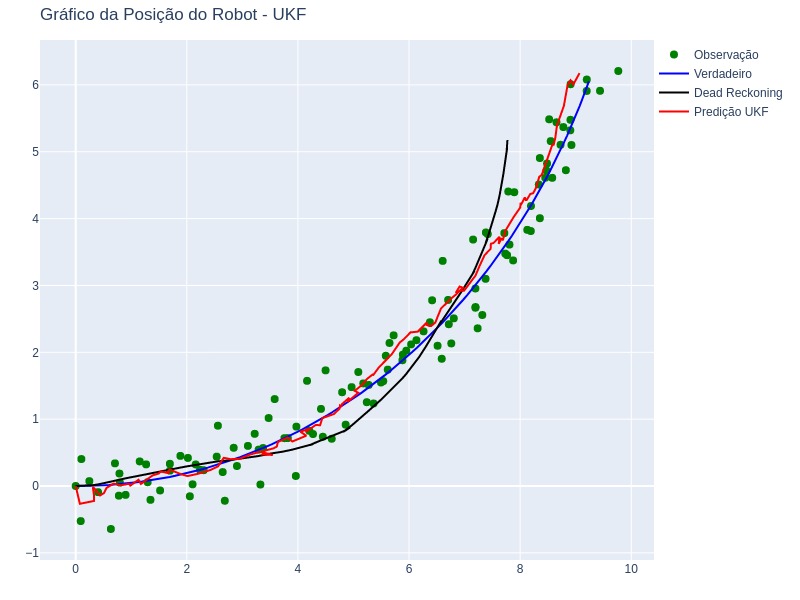 Gráfico da Posição do Robot - UKF
Observação
Verdadeiro
Dead Reckoning
Predição UKF
6
5
4
3
2
1
0
−1
0 2 4 6 8 10